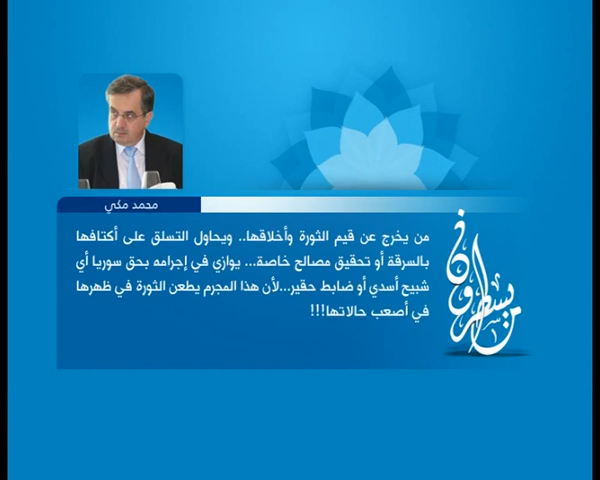 محمد مكي
من يخرج عن قيم الثورة وأخلاقها.. ويحاول التسلق على أكتافها
بالسرقة أو تحقيق مصالح خاصة... يوازي في إجرامه بحق سوريا أي
شبيح أسدي أو ضابط حقير...لأن هذا المجرم يطعن الثورة في ظهرها
في أصعب حالاتها!!!